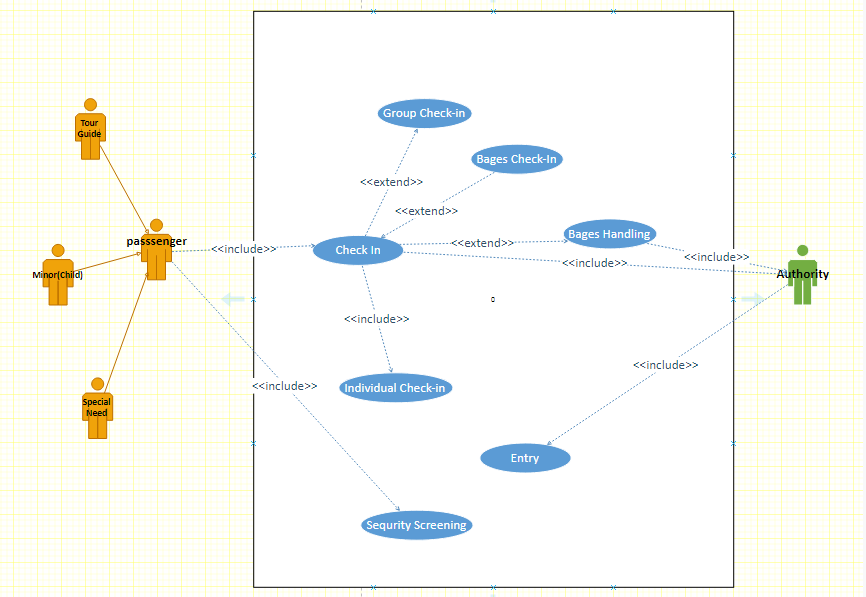 Group Check-in
Tour
Guide
Bages Check-In
<<extend>>
<<extend>>
Bages Handling
passsenger
<<include>>
Check In
<<extend>>
<<include>>
<<include>>
Minor(Child)
Authority
<<include>>
<<include>>
<<include>>
Individual Check-in
Special
Need
Entry
Sequrity Screening